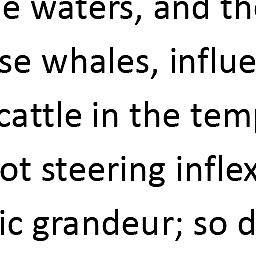 e waters, and the
se whales, influe
cattle in the temp
ot steering inflex
ic grandeur; so d